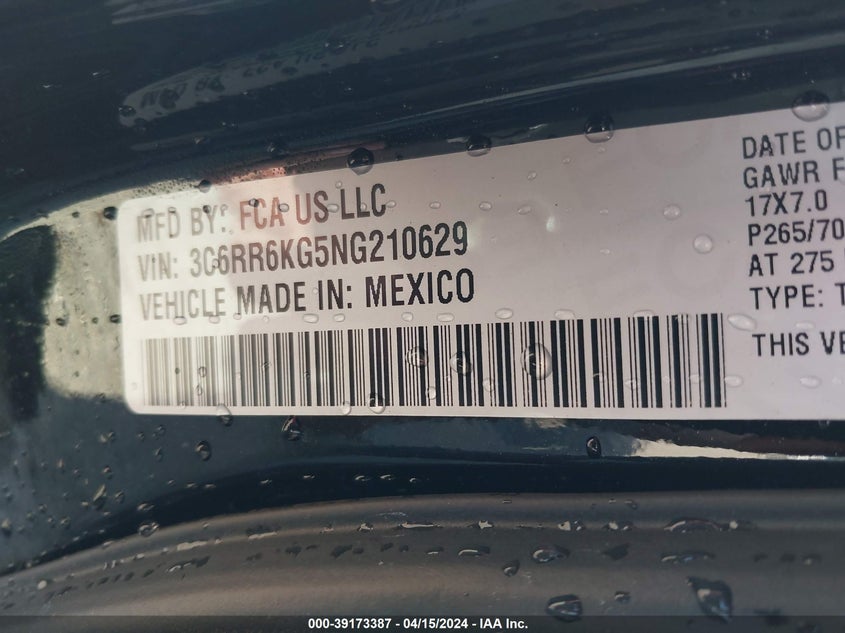 MFD BY: FCA US LLC
VIN: 3C6RR6KG5NG210629
VEHICLE MADE IN: MEXICO
DATE OF
GAWR F
17X7.0
P265/70
AT 275
TYPE: T
THIS VE
000-39173387 - 04/15/2024 - IAA Inc.